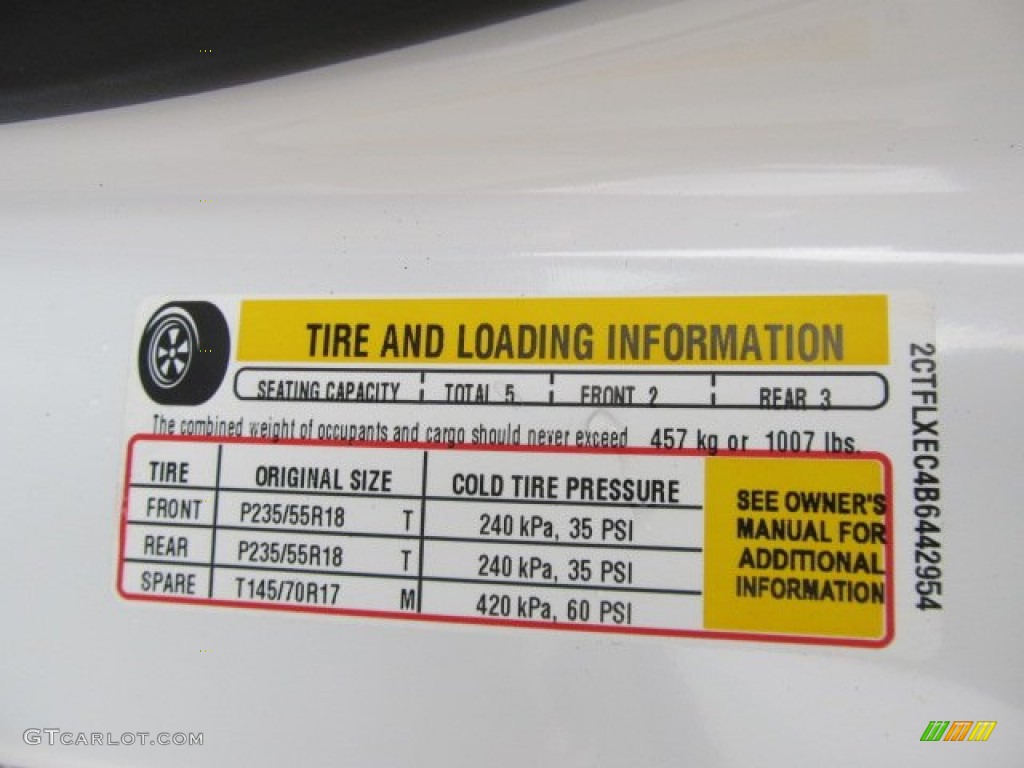 TIRE AND LOADING INFORMATION
SEATING CAPACITY TOTAL 5 FRONT 2 REAR 3
The combined weight of occupants and cargo should never exceed 457 kg or 1007 lbs.
TIRE ORIGINAL SIZE COLD TIRE PRESSURE
FRONT P235/55R18 T 240 kPa, 35 PSI
REAR P235/55R18 T 240 kPa, 35 PSI
SPARE T145/70R17 M 420 kPa, 60 PSI
SEE OWNER'S
MANUAL FOR
ADDITIONAL
INFORMATION
2CTFLXEC4B6442954
GTCARLOT.COM